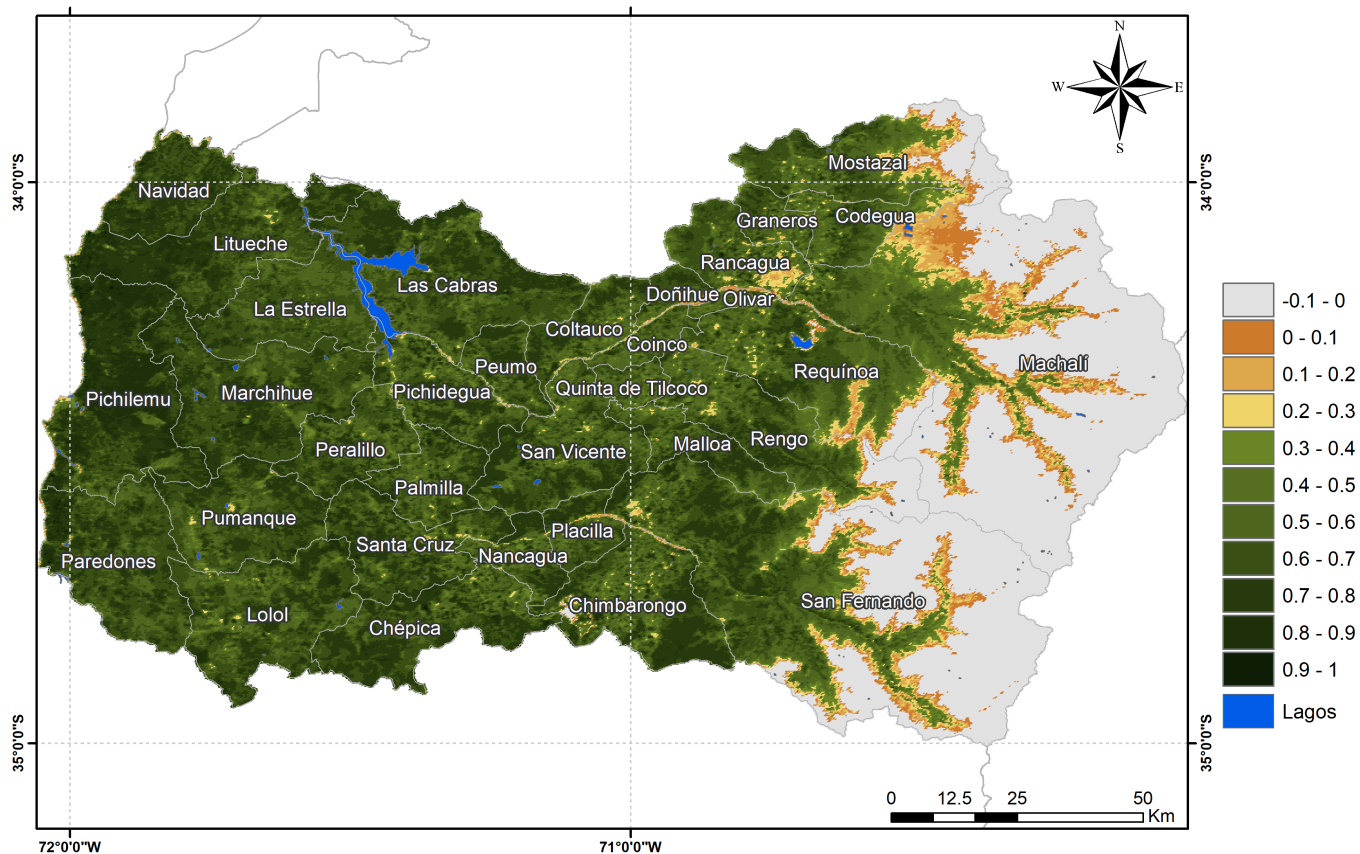 N
W
E
S
34°0'0"S
34°0'0"S
Mostazal
Navidad
Graneros
Codegua
Litueche
Rancagua
Las Cabras
Doñihue
Olivar
La Estrella
Coltauco
Coinco
Machalí
Peumo
Requínoa
Pichidegua
Quinta de Tilcoco
Marchihue
Pichilemu
Rengo
Malloa
Peralillo
San Vicente
Palmilla
Pumanque
Placilla
Santa Cruz
Nancagua
Paredones
San Fernando
Chimbarongo
Lolol
Chépica
-0.1 - 0
0 - 0.1
0.1 - 0.2
0.2 - 0.3
0.3 - 0.4
0.4 - 0.5
0.5 - 0.6
0.6 - 0.7
0.7 - 0.8
0.8 - 0.9
0.9 - 1
Lagos
35°0'0"S
35°0'0"S
0 12.5 25 50
Km
72°0'0"W
71°0'0"W